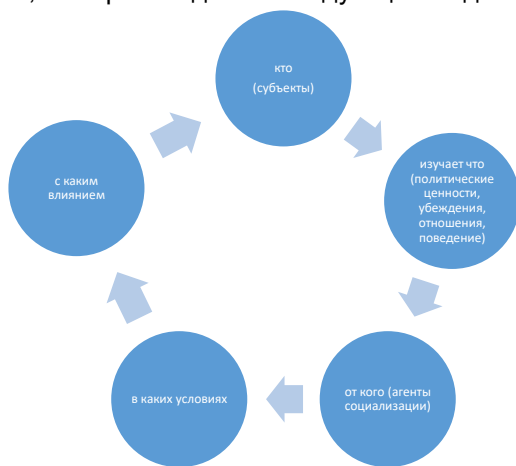 кто
(субъекты)
изучает что
(политические
ценности,
убеждения,
отношения,
поведение)
от кого (агенты
социализации)
в каких условиях
с каким
влиянием